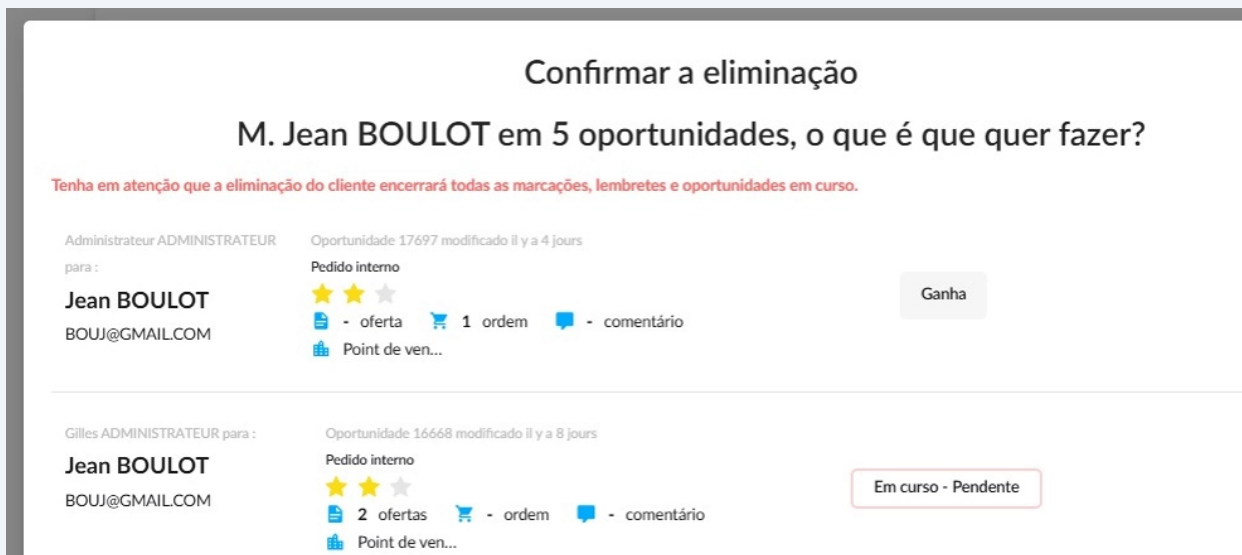 Confirmar a eliminação
M. Jean BOULOT em 5 oportunidades, o que é que quer fazer?
Tenha em atenção que a eliminação do cliente encerrará todas as marcações, lembretes e oportunidades em curso.
Administrateur ADMINISTRATEUR
para :
Jean BOULOT
BOUJ@GMAIL.COM
Oportunidade 17697 modificado il y a 4 jours
Pedido interno
- oferta 1 ordem - comentário
Point de ven...
Ganha
Gilles ADMINISTRATEUR para :
Jean BOULOT
BOUJ@GMAIL.COM
Oportunidade 16668 modificado il y a 8 jours
Pedido interno
2 ofertas - ordem - comentário
Point de ven...
Em curso - Pendente